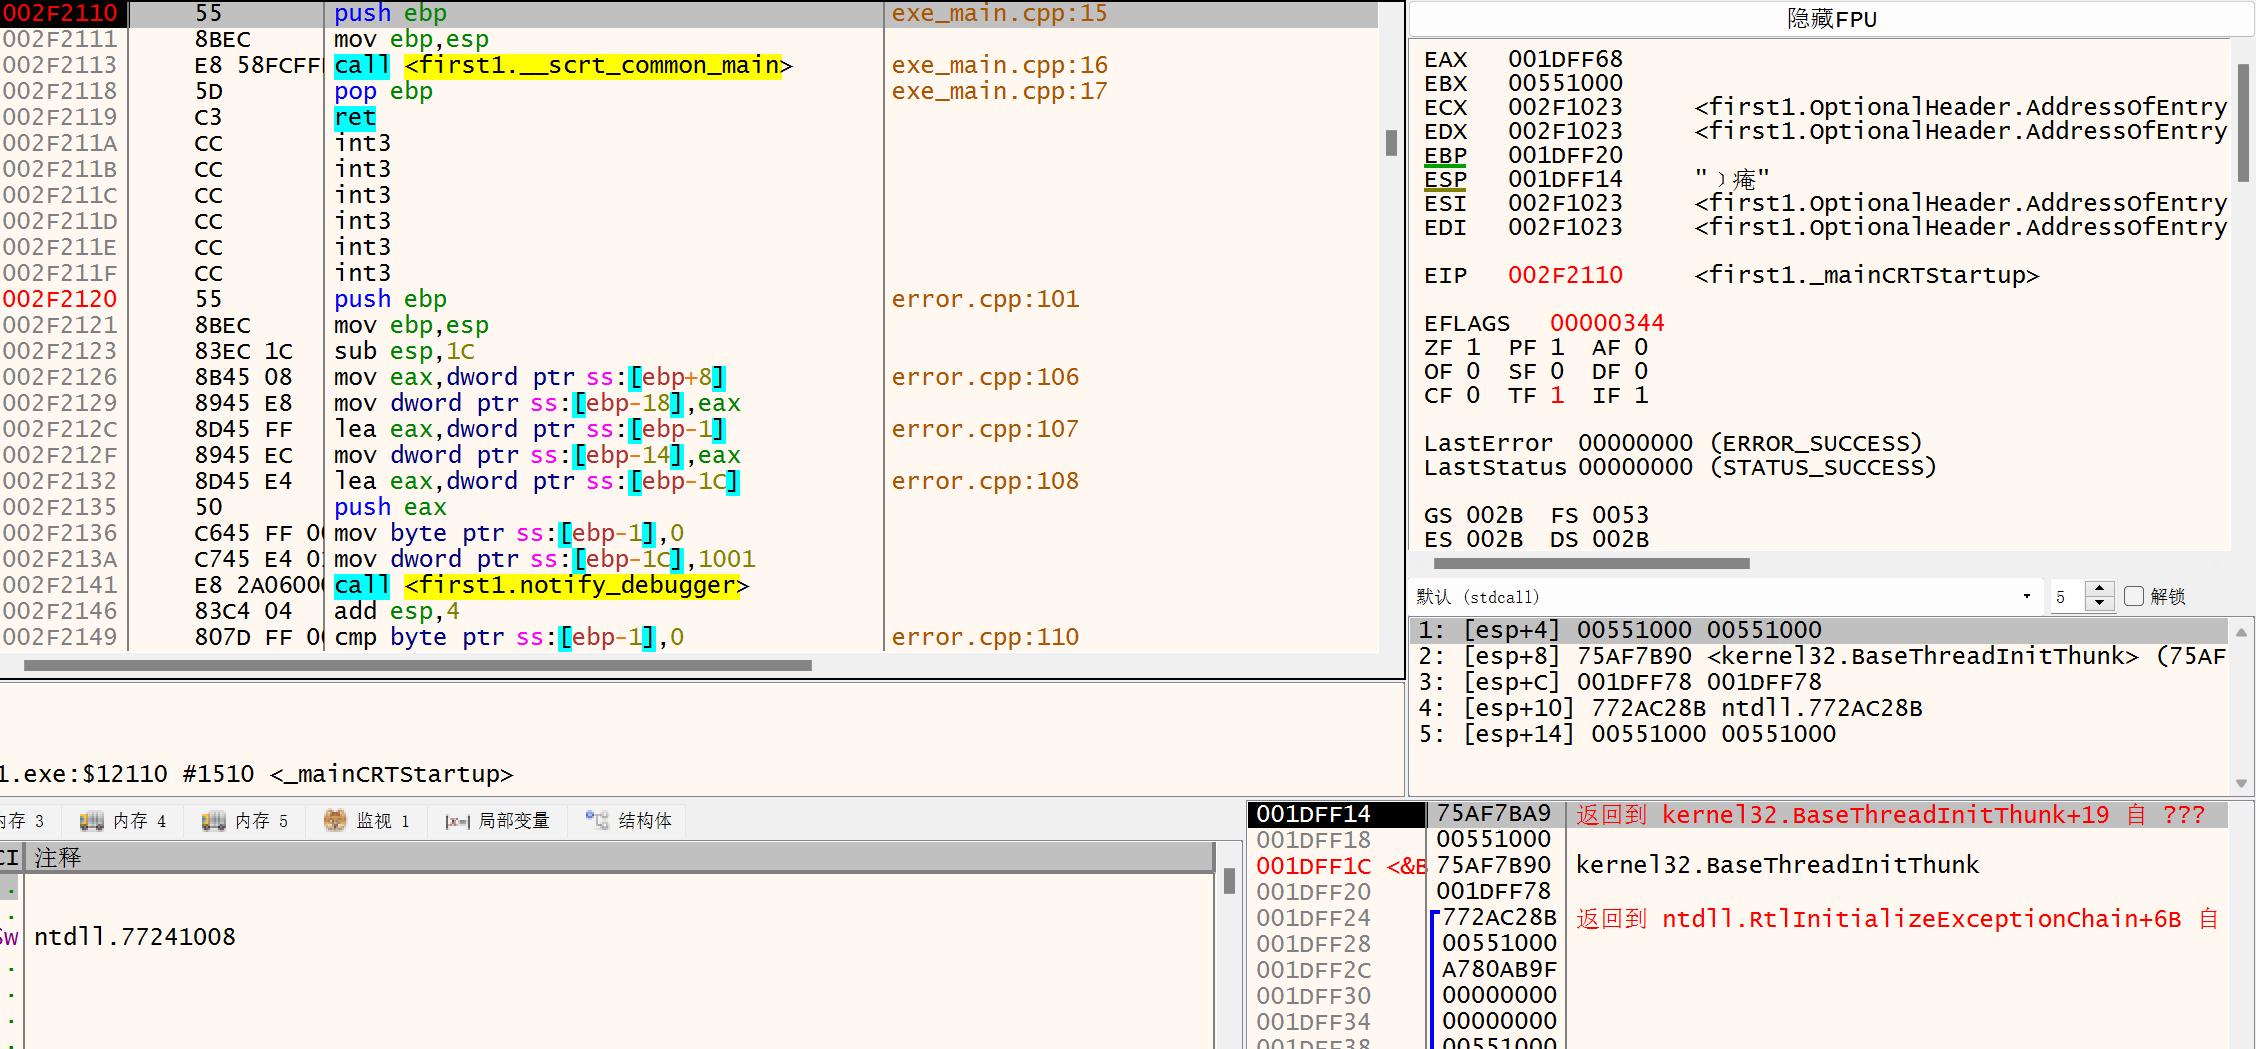 002F2110 55 push ebp exe_main.cpp:15
002F2111 8BEC mov ebp,esp
002F2113 E8 58FCFF call <first1.__scrt_common_main> exe_main.cpp:16
002F2118 5D pop ebp exe_main.cpp:17
002F2119 C3 ret
002F211A CC int3
002F211B CC int3
002F211C CC int3
002F211D CC int3
002F211E CC int3
002F211F CC int3
002F2120 55 push ebp error.cpp:101
002F2121 8BEC mov ebp,esp
002F2123 83EC 1C sub esp,1C
002F2126 8B45 08 mov eax,dword ptr ss:[ebp+8] error.cpp:106
002F2129 8945 E8 mov dword ptr ss:[ebp-18],eax
002F212C 8D45 FF lea eax,dword ptr ss:[ebp-1] error.cpp:107
002F212F 8945 EC mov dword ptr ss:[ebp-14],eax
002F2132 8D45 E4 lea eax,dword ptr ss:[ebp-1C] error.cpp:108
002F2135 50 push eax
002F2136 C645 FF 0 mov byte ptr ss:[ebp-1],0
002F213A C745 E4 0 mov dword ptr ss:[ebp-1C],1001
002F2141 E8 2A0600 call <first1.notify_debugger>
002F2146 83C4 04 add esp,4
002F2149 807D FF 0 cmp byte ptr ss:[ebp-1],0 error.cpp:110
1.exe:$12110 #1510 <_mainCRTStartup>
隐藏FPU
EAX 001DFF68
EBX 00551000
ECX 002F1023 <first1.OptionalHeader.AddressOfEntry
EDX 002F1023 <first1.OptionalHeader.AddressOfEntry
EBP 001DFF20
ESP 001DFF14 "﹚庵"
ESI 002F1023 <first1.OptionalHeader.AddressOfEntry
EDI 002F1023 <first1.OptionalHeader.AddressOfEntry
EIP 002F2110 <first1._mainCRTStartup>
EFLAGS 00000344
ZF 1 PF 1 AF 0
OF 0 SF 0 DF 0
CF 0 TF 1 IF 1
LastError 00000000 (ERROR_SUCCESS)
LastStatus 00000000 (STATUS_SUCCESS)
GS 002B FS 0053
ES 002B DS 002B
默认 (stdcall) 5 解锁
1: [esp+4] 00551000 00551000
2: [esp+8] 75AF7B90 <kernel32.BaseThreadInitThunk> (75AF
3: [esp+C] 001DFF78 001DFF78
4: [esp+10] 772AC28B ntdll.772AC28B
5: [esp+14] 00551000 00551000
内存 3 内存 4 内存 5 监视 1 局部变量 结构体
CI 注释
ntdll.77241008
001DFF14 75AF7BA9 返回到 kernel32.BaseThreadInitThunk+19 自 ???
001DFF18 00551000
001DFF1C <&B 75AF7B90 kernel32.BaseThreadInitThunk
001DFF20 001DFF78
001DFF24 772AC28B 返回到 ntdll.RtlInitializeExceptionChain+6B 自
001DFF28 00551000
001DFF2C A780AB9F
001DFF30 00000000
001DFF34 00000000
001DFF38 00551000